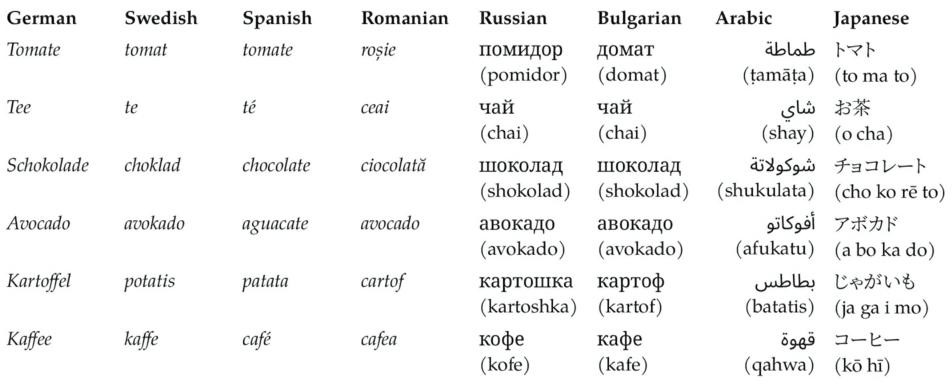 German Swedish Spanish Romanian Russian Bulgarian Arabic Japanese
Tomate tomat tomate roșie помидор домат طماطة トマト
(pomidor) (domat) (ṭamāṭa) (to ma to)
Tee te té ceai чай чай شاي お茶
(chai) (chai) (shay) (o cha)
Schokolade choklad chocolate ciocolată шоколад шоколад شوكولاتة チョコレート
(shokolad) (shokolad) (shukulata) (cho ko rē to)
Avocado avokado aguacate avocado авокадо авокадо أفوكاتو アボカド
(avokado) (avokado) (afukatu) (a bo ka do)
Kartoffel potatis patata cartof картошка картоф بطاطس じゃがいも
(kartoshka) (kartof) (batatis) (ja ga i mo)
Kaffee kaffe café cafea кофе кафе قهوة コーヒー
(kofe) (kafe) (qahwa) (kō hī)